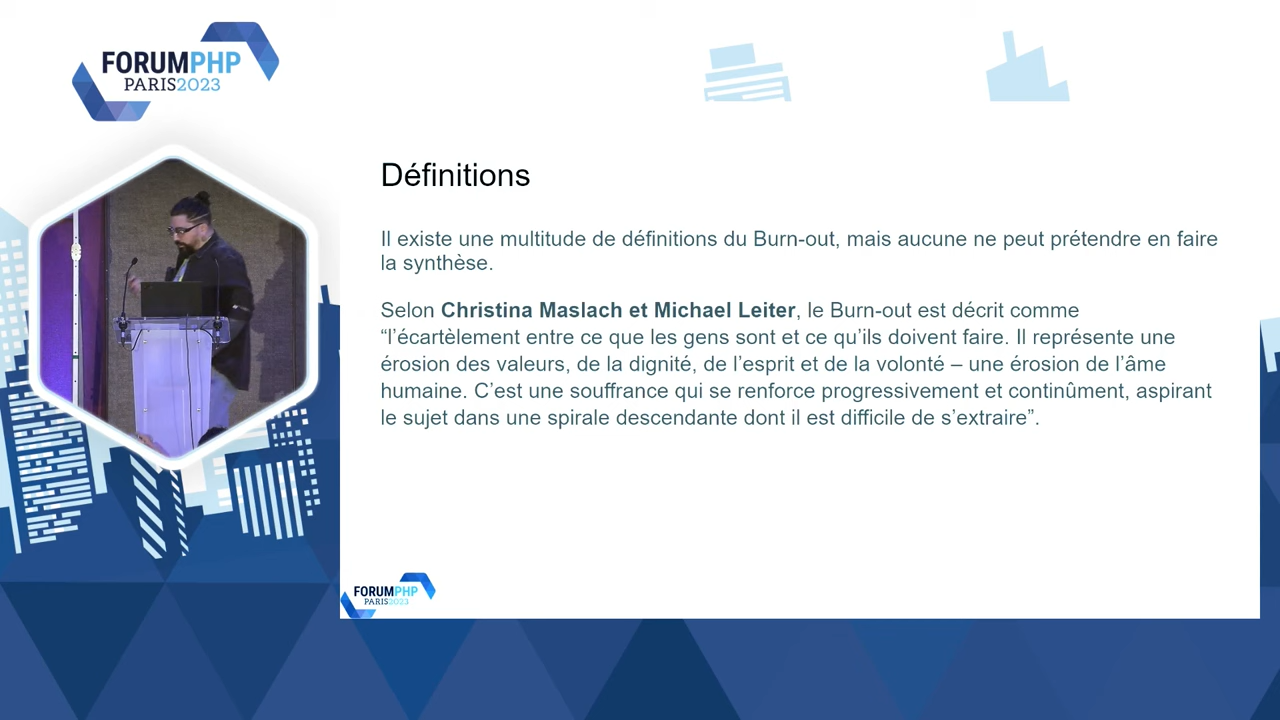 FORUMPHP
PARIS2023
Définitions
Il existe une multitude de définitions du Burn-out, mais aucune ne peut prétendre en faire
la synthèse.
Selon Christina Maslach et Michael Leiter, le Burn-out est décrit comme
“l’écartèlement entre ce que les gens sont et ce qu’ils doivent faire. Il représente une
érosion des valeurs, de la dignité, de l’esprit et de la volonté – une érosion de l’âme
humaine. C’est une souffrance qui se renforce progressivement et continûment, aspirant
le sujet dans une spirale descendante dont il est difficile de s’extraire”.
FORUMPHP
PARIS2023